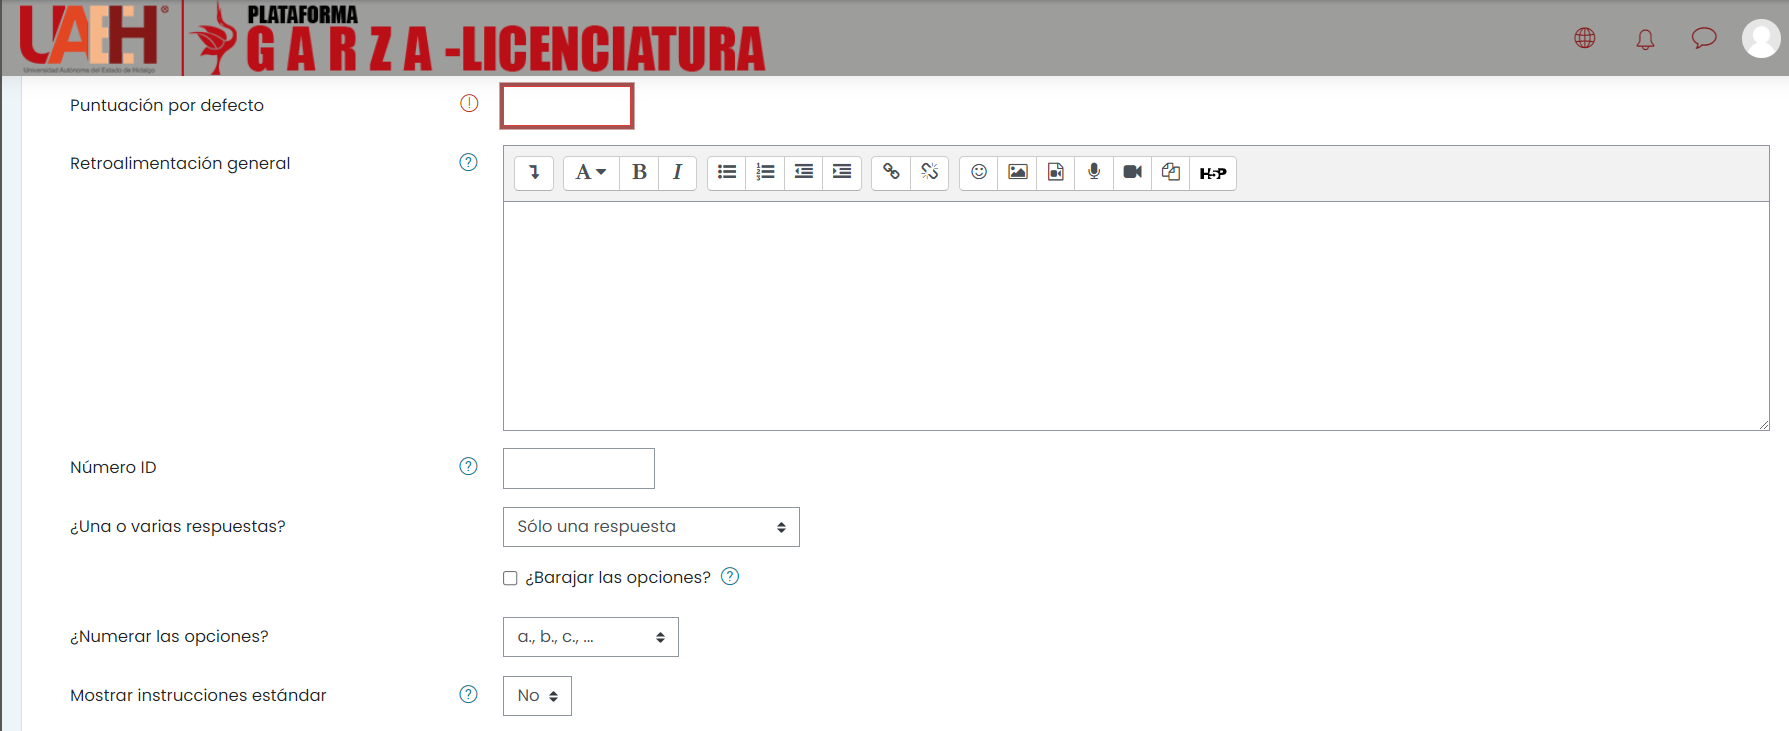 UAEH®
Universidad Autónoma del Estado de Hidalgo
PLATAFORMA
GARZA -LICENCIATURA
Puntuación por defecto
Retroalimentación general
A B I
H5P
Número ID
¿Una o varias respuestas?
Sólo una respuesta
¿Barajar las opciones?
¿Numerar las opciones?
a., b., c., ...
Mostrar instrucciones estándar
No